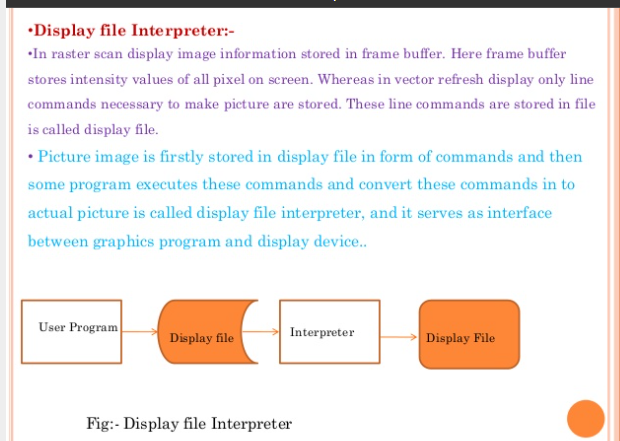 •Display file Interpreter:-
•In raster scan display image information stored in frame buffer. Here frame buffer
stores intensity values of all pixel on screen. Whereas in vector refresh display only line
commands necessary to make picture are stored. These line commands are stored in file
is called display file.
• Picture image is firstly stored in display file in form of commands and then
some program executes these commands and convert these commands in to
actual picture is called display file interpreter, and it serves as interface
between graphics program and display device..
User Program
Display file
Interpreter
Display File
Fig:- Display file Interpreter